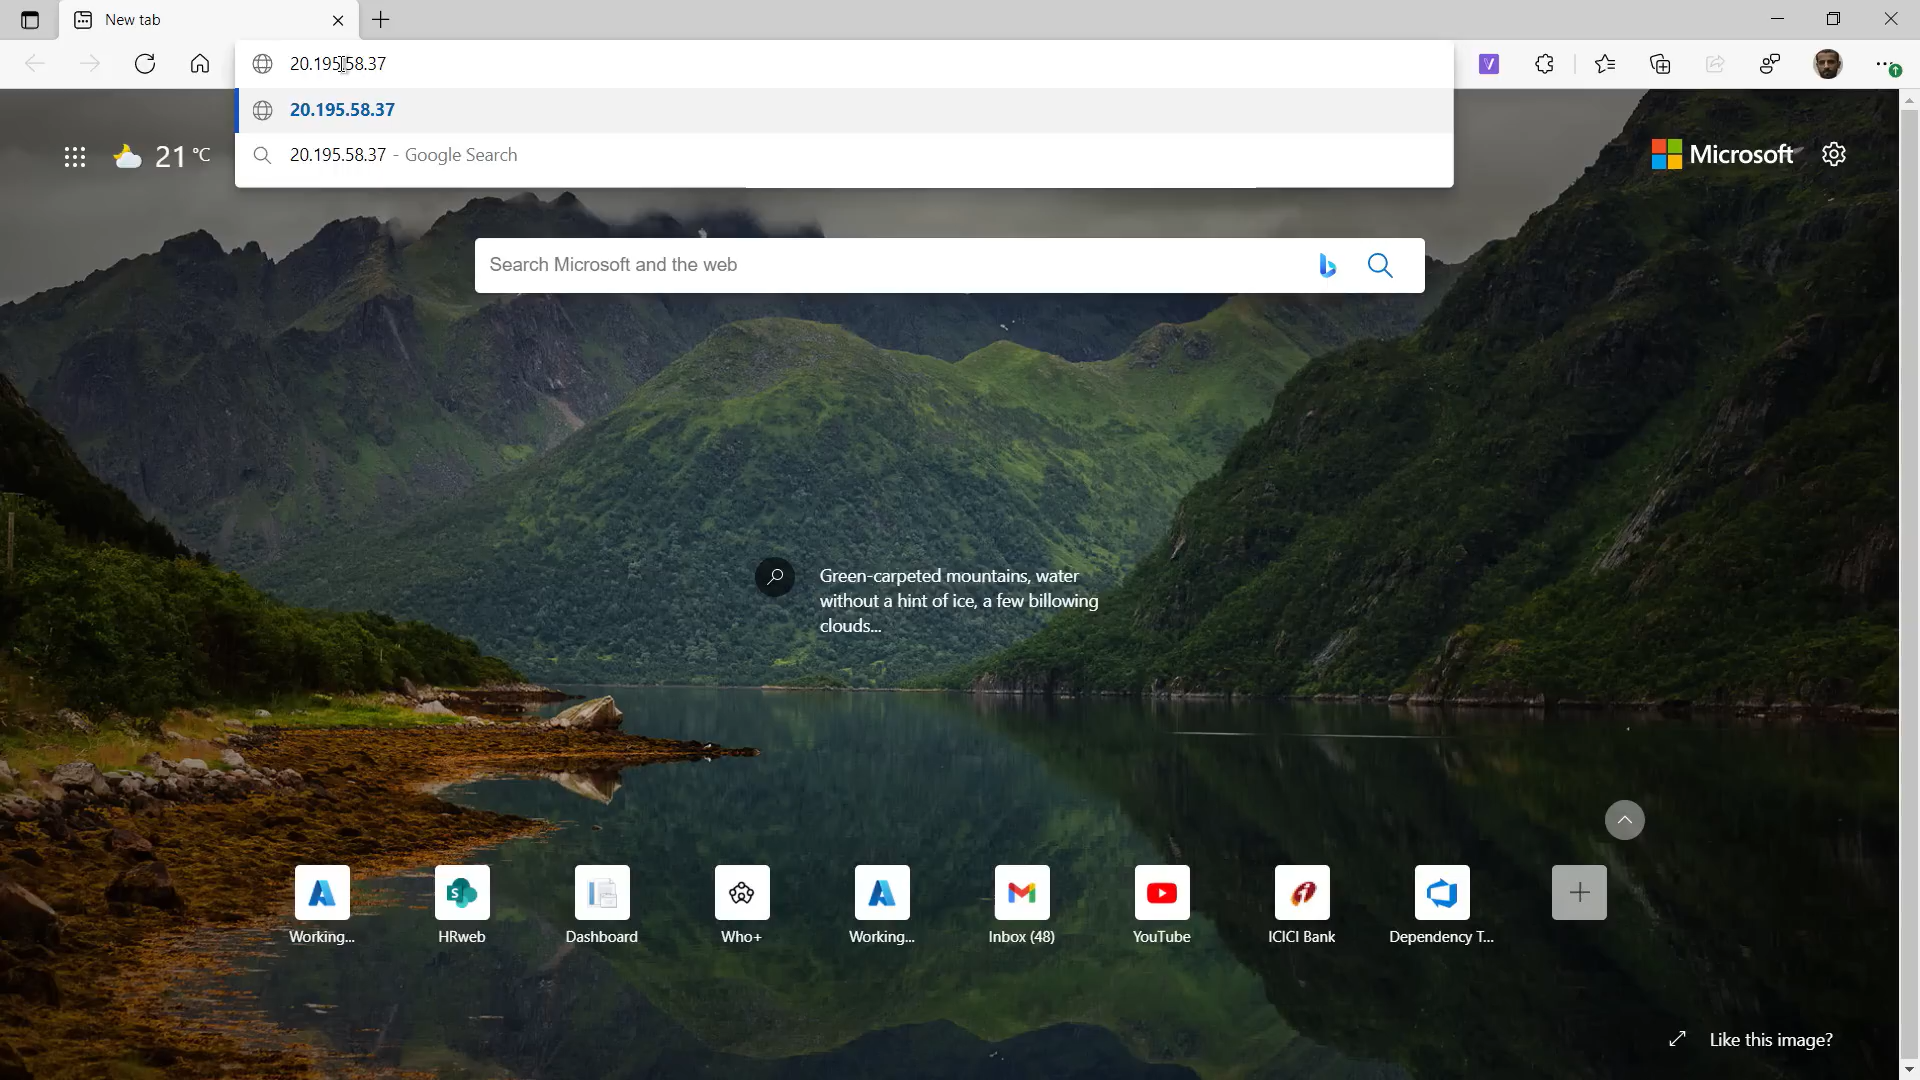 New tab
20.195.58.37
20.195.58.37
20.195.58.37 - Google Search
21 °C
Microsoft
Search Microsoft and the web
Green-carpeted mountains, water
without a hint of ice, a few billowing
clouds...
Working...
HRweb
Dashboard
Who+
Working...
Inbox (48)
YouTube
ICICI Bank
Dependency T...
Like this image?